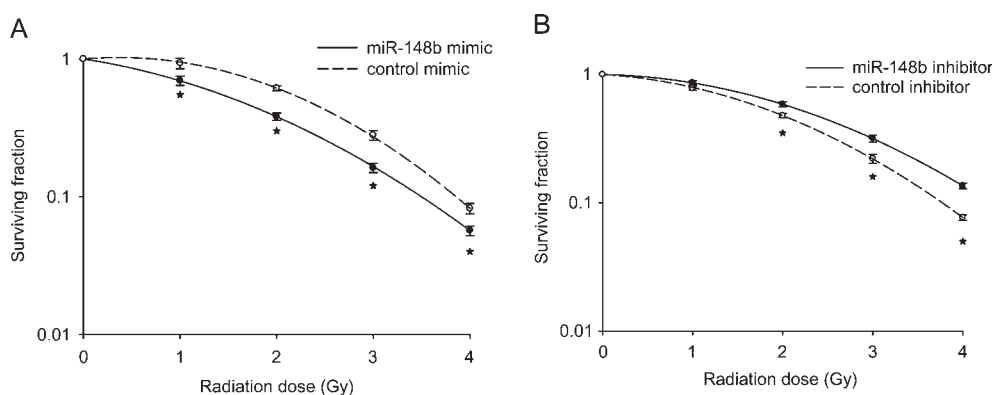 A
miR-148b mimic
control mimic
1
0.1
0.01
Surviving fraction
0
1
2
3
4
Radiation dose (Gy)
B
miR-148b inhibitor
control inhibitor
1
0.1
0.01
Surviving fraction
0
1
2
3
4
Radiation dose (Gy)